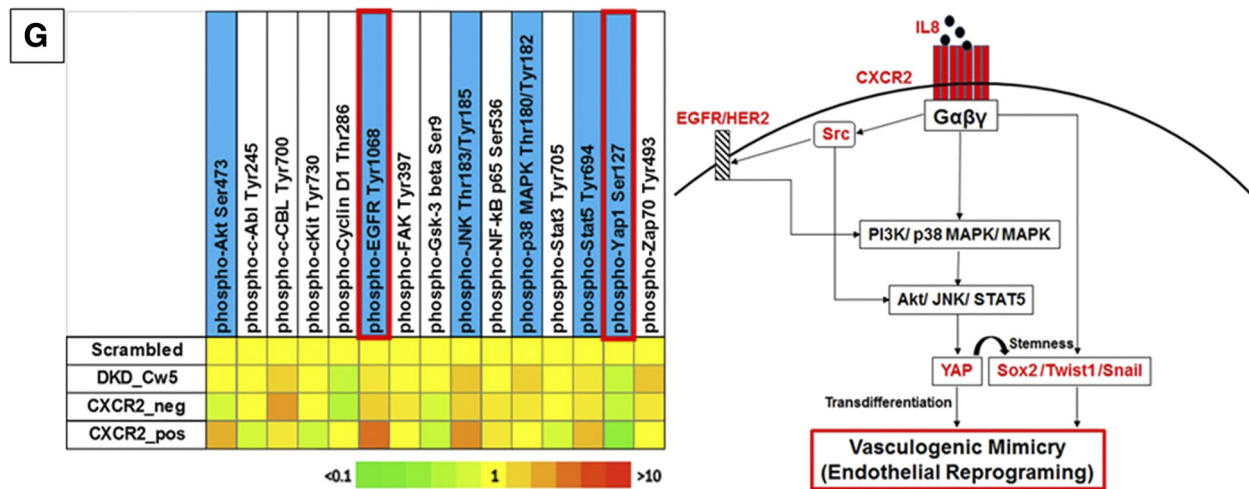 G
phospho-Akt Ser473
phospho-c-Abl Tyr245
phospho-c-CBL Tyr700
phospho-cKit Tyr730
phospho-Cyclin D1 Thr286
phospho-EGFR Tyr1068
phospho-FAK Tyr397
phospho-Gsk-3 beta Ser9
phospho-JNK Thr183/Tyr185
phospho-NF-kB p65 Ser536
phospho-p38 MAPK Thr180/Tyr182
phospho-Stat3 Tyr705
phospho-Stat5 Tyr694
phospho-Yap1 Ser127
phospho-Zap70 Tyr493
Scrambled
DKD_Cw5
CXCR2_neg
CXCR2_pos
<0.1
1
>10
IL8
CXCR2
Gαβγ
EGFR/HER2
Src
PI3K/ p38 MAPK/ MAPK
Akt/ JNK/ STAT5
Stemness
YAP
Sox2/Twist1/Snail
Transdifferentiation
Vasculogenic Mimicry
(Endothelial Reprograming)